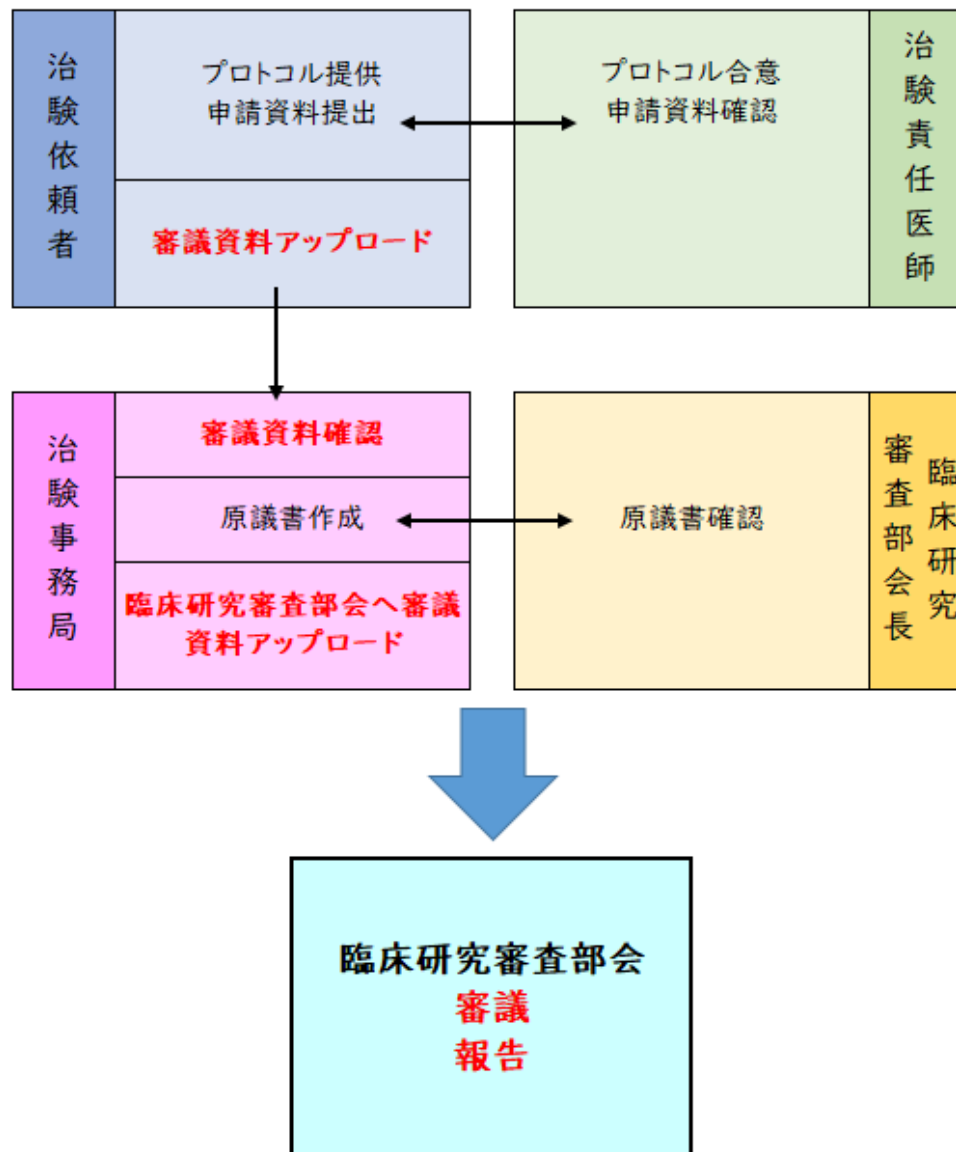 治験依頼者
プロトコル提供
申請資料提出
審議資料アップロード
プロトコル合意
申請資料確認
治験責任医師
治験事務局
審議資料確認
原議書作成
臨床研究審査部会へ審議
資料アップロード
原議書確認
臨床研究
審査部会長
臨床研究審査部会
審議
報告